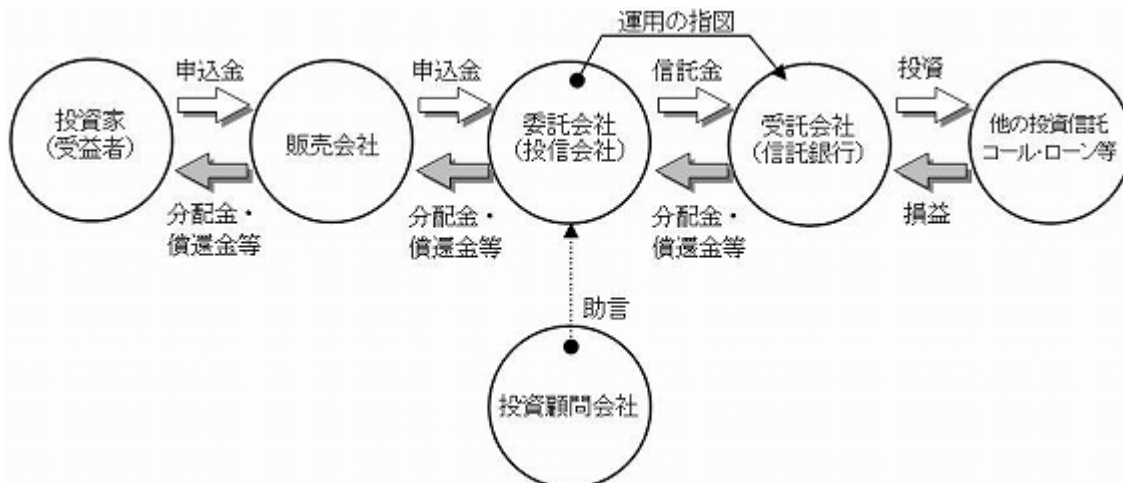 運用の指図
申込金
申込金
信託金
投資
投資家
(受益者)
販売会社
委託会社
(投信会社)
受託会社
(信託銀行)
他の投資信託
コール・ローン等
分配金・
償還金等
分配金・
償還金等
分配金・
償還金等
損益
助言
投資顧問会社